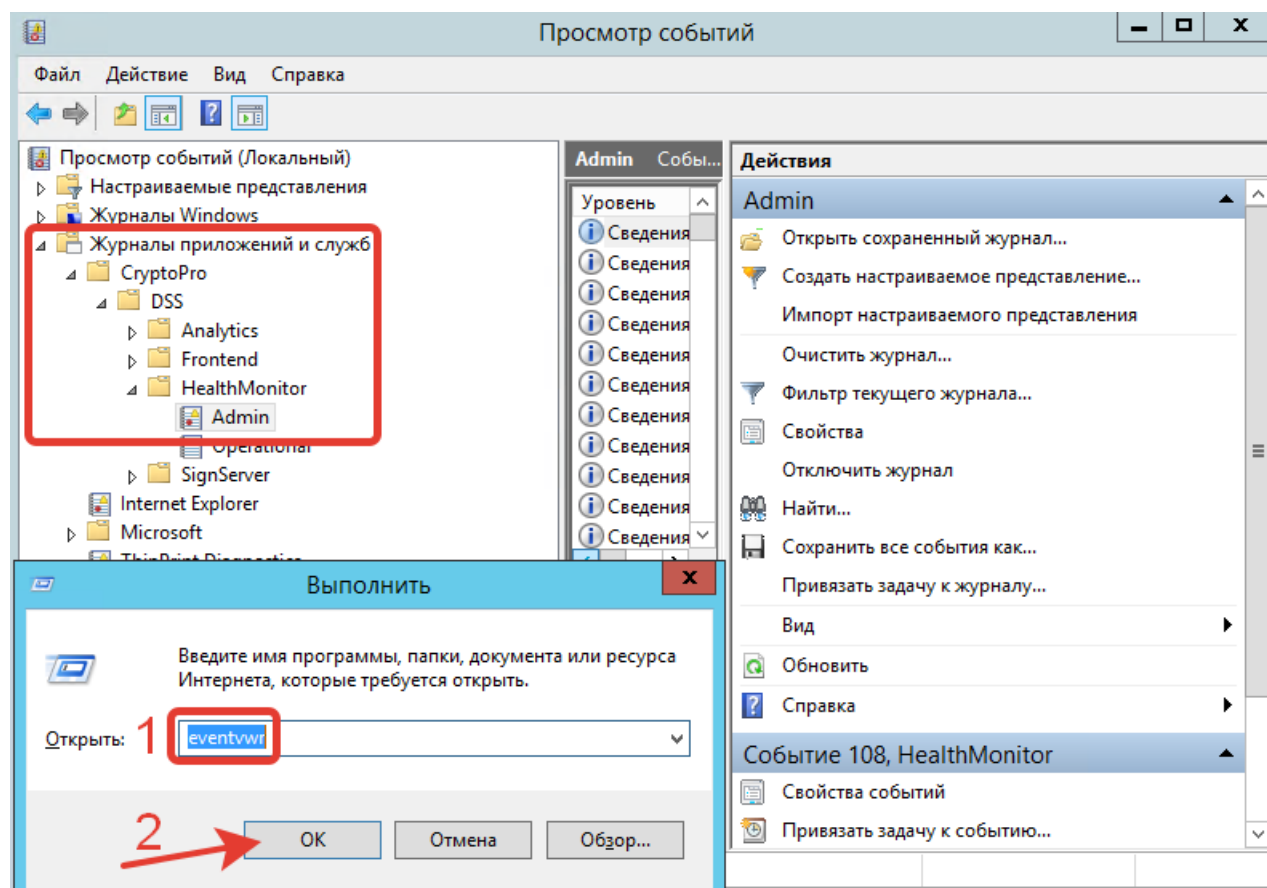 Просмотр событий
Файл Действие Вид Справка
Просмотр событий (Локальный)
Настраиваемые представления
Журналы Windows
Журналы приложений и служб
CryptoPro
DSS
Analytics
Frontend
HealthMonitor
Admin
Operational
SignServer
Internet Explorer
Microsoft
ThinPrint Diagnostics
Admin Собы...
Уровень
Сведения
Сведения
Сведения
Сведения
Сведения
Сведения
Сведения
Сведения
Сведения
Сведения
Сведения
Действия
Admin
Открыть сохраненный журнал...
Создать настраиваемое представление...
Импорт настраиваемого представления
Очистить журнал...
Фильтр текущего журнала...
Свойства
Отключить журнал
Найти...
Сохранить все события как...
Привязать задачу к журналу...
Вид
Обновить
Справка
Событие 108, HealthMonitor
Свойства событий
Привязать задачу к событию...
Выполнить
Введите имя программы, папки, документа или ресурса
Интернета, которые требуется открыть.
Открыть: 1 eventvwr
2
ОК Отмена Обзор...